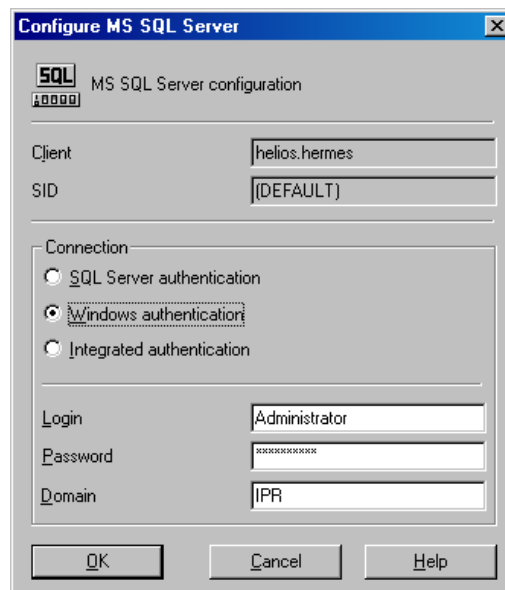 Configure MS SQL Server
SQL
MS SQL Server configuration
Client helios.hermes
SID (DEFAULT)
Connection
SQL Server authentication
Windows authentication
Integrated authentication
Login Administrator
Password **********
Domain IPR
OK Cancel Help